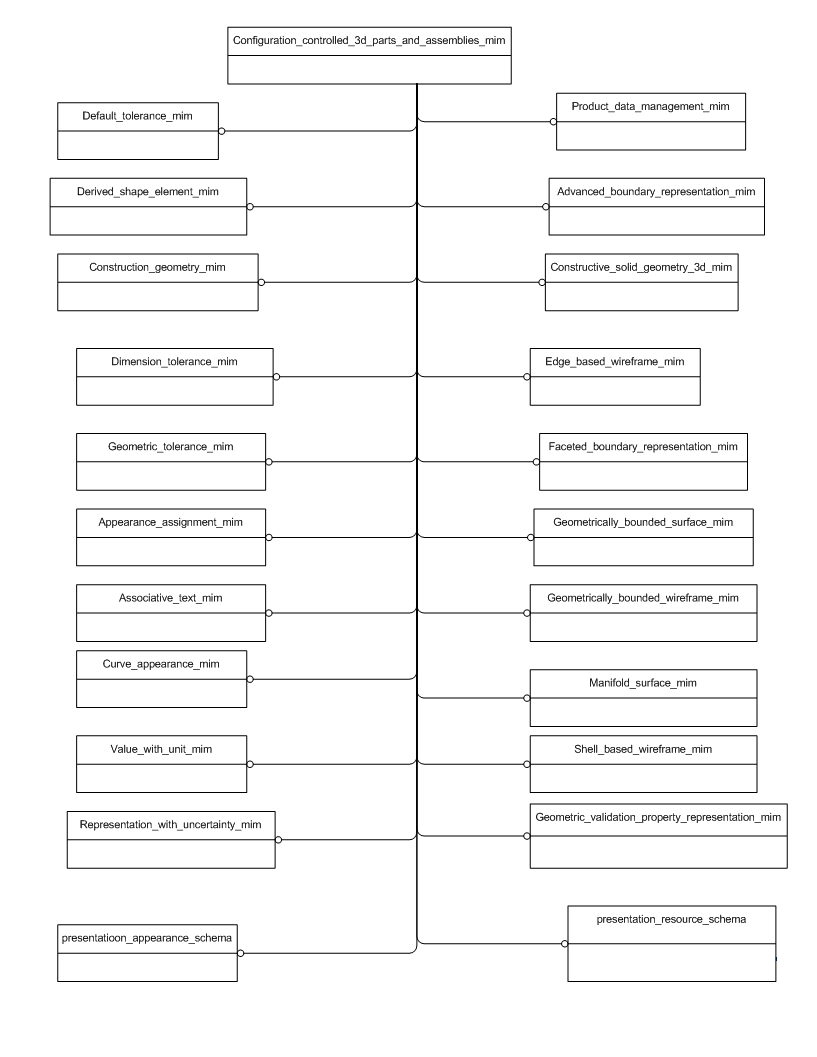 Configuration_controlled_3d_parts_and_assemblies_mim
Default_tolerance_mim
Product_data_management_mim
Derived_shape_element_mim
Advanced_boundary_representation_mim
Construction_geometry_mim
Constructive_solid_geometry_3d_mim
Dimension_tolerance_mim
Edge_based_wireframe_mim
Geometric_tolerance_mim
Faceted_boundary_representation_mim
Appearance_assignment_mim
Geometrically_bounded_surface_mim
Associative_text_mim
Geometrically_bounded_wireframe_mim
Curve_appearance_mim
Manifold_surface_mim
Value_with_unit_mim
Shell_based_wireframe_mim
Representation_with_uncertainty_mim
Geometric_validation_property_representation_mim
presentatioon_appearance_schema
presentation_resource_schema